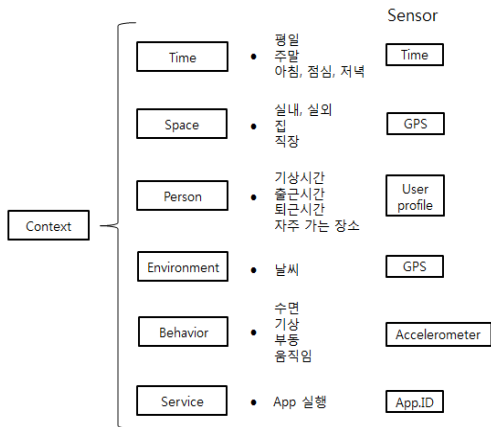 Sensor
Time
평일
주말
아침, 점심, 저녁
Time
Space
실내, 실외
집
직장
GPS
Person
기상시간
출근시간
퇴근시간
자주 가는 장소
User
profile
Context
Environment
날씨
GPS
Behavior
수면
기상
부동
움직임
Accelerometer
Service
App 실행
App.ID